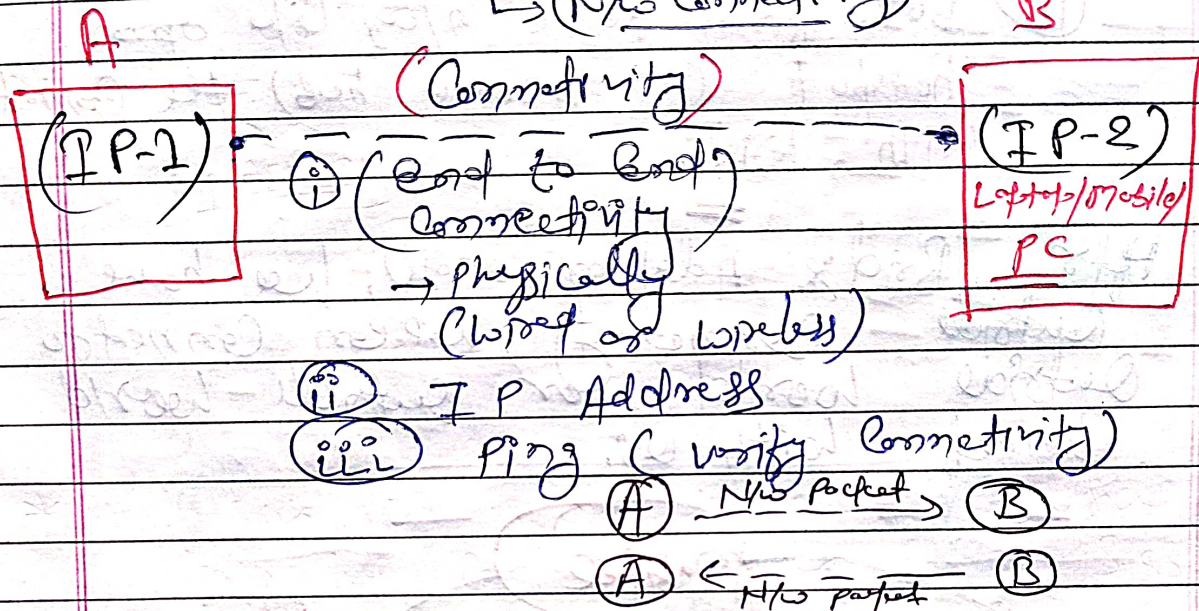 ↳ (N/w Connectivity)
A B
(Connectivity)
(IP-1) (IP-2)
(i) (End to End
Connectivity)
Laptop/Mobile/
PC
→ Physically
(wired or wireless)
(ii) IP Address
(iii) Ping (verify Connectivity)
(A) N/w Packet → (B)
(A) ← N/w packet (B)